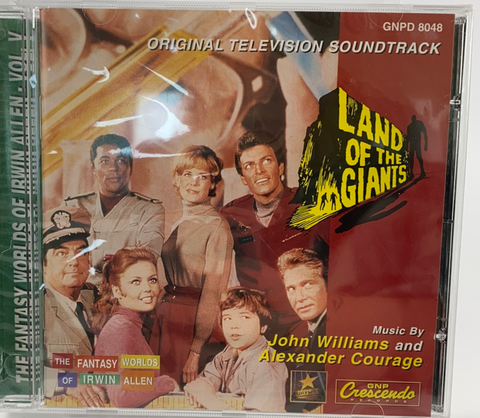 GNPD 8048
ORIGINAL TELEVISION SOUNDTRACK
LAND
OF THE
GIANTS
THE FANTASY WORLDS OF IRWIN ALLEN - VOL. V
Music By
John Williams and
Alexander Courage
THE FANTASY WORLDS
OF IRWIN ALLEN
GNP
Crescendo
RECORDS